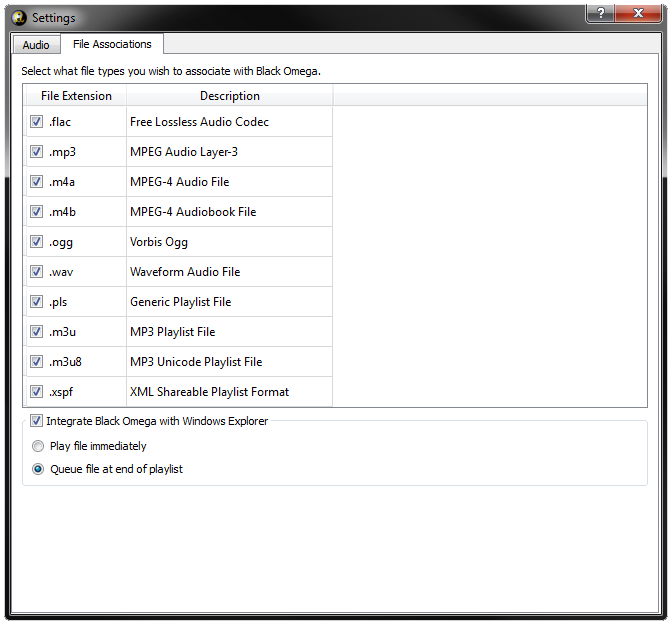 Settings
?
Audio File Associations
Select what file types you wish to associate with Black Omega.
File Extension Description
.flac Free Lossless Audio Codec
.mp3 MPEG Audio Layer-3
.m4a MPEG-4 Audio File
.m4b MPEG-4 Audiobook File
.ogg Vorbis Ogg
.wav Waveform Audio File
.pls Generic Playlist File
.m3u MP3 Playlist File
.m3u8 MP3 Unicode Playlist File
.xspf XML Shareable Playlist Format
Integrate Black Omega with Windows Explorer
Play file immediately
Queue file at end of playlist